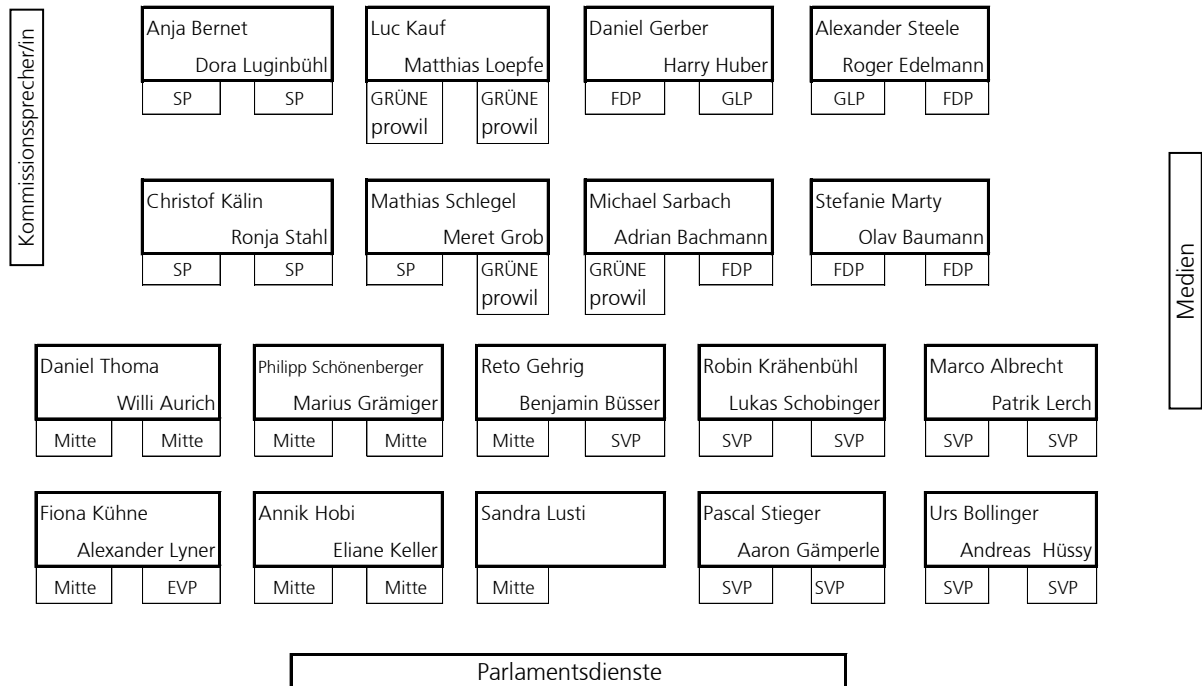 Kommissionssprecher/in
Anja Bernet
Dora Luginbühl
SP SP
Luc Kauf
Matthias Loepfe
GRÜNE prowil GRÜNE prowil
Daniel Gerber
Harry Huber
FDP GLP
Alexander Steele
Roger Edelmann
GLP FDP
Christof Kälin
Ronja Stahl
SP SP
Mathias Schlegel
Meret Grob
SP GRÜNE prowil
Michael Sarbach
Adrian Bachmann
GRÜNE prowil FDP
Stefanie Marty
Olav Baumann
FDP FDP
Medien
Daniel Thoma
Willi Aurich
Mitte Mitte
Philipp Schönenberger
Marius Grämiger
Mitte Mitte
Reto Gehrig
Benjamin Büsser
Mitte SVP
Robin Krähenbühl
Lukas Schobinger
SVP SVP
Marco Albrecht
Patrik Lerch
SVP SVP
Fiona Kühne
Alexander Lyner
Mitte EVP
Annik Hobi
Eliane Keller
Mitte Mitte
Sandra Lusti
Mitte
Pascal Stieger
Aaron Gämperle
SVP SVP
Urs Bollinger
Andreas Hüssy
SVP SVP
Parlamentsdienste